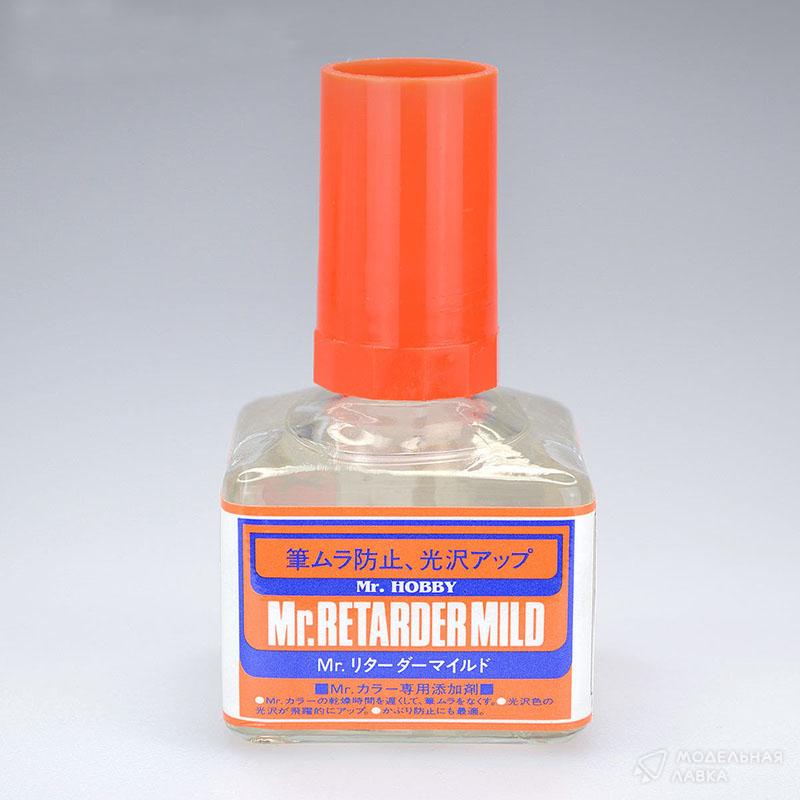 筆ムラ防止、光沢アップ
Mr. HOBBY
Mr.RETARDER MILD
Mr.リターダーマイルド
■Mr.カラー専用添加剤■
●Mr.カラーの乾燥時間を遅くして、筆ムラをなくす。●光沢色の
光沢が飛躍的にアップ。●かぶり防止にも最適。
МОДЕЛЬНАЯ
ЛАВКА